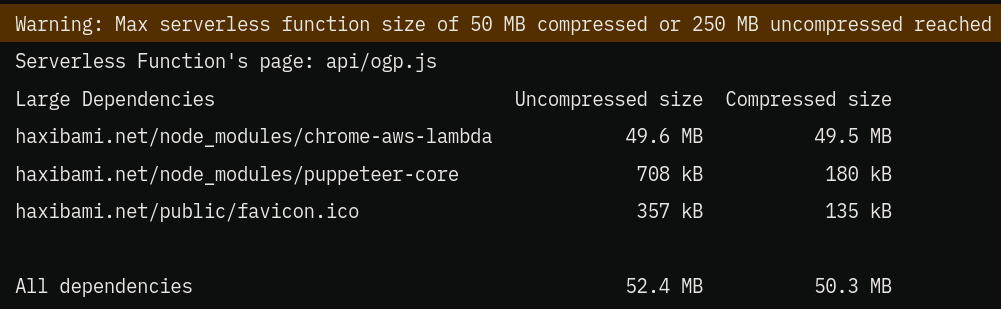 Warning: Max serverless function size of 50 MB compressed or 250 MB uncompressed reached
Serverless Function's page: api/ogp.js
Large Dependencies Uncompressed size Compressed size
haxibami.net/node_modules/chrome-aws-lambda 49.6 MB 49.5 MB
haxibami.net/node_modules/puppeteer-core 708 kB 180 kB
haxibami.net/public/favicon.ico 357 kB 135 kB
All dependencies 52.4 MB 50.3 MB